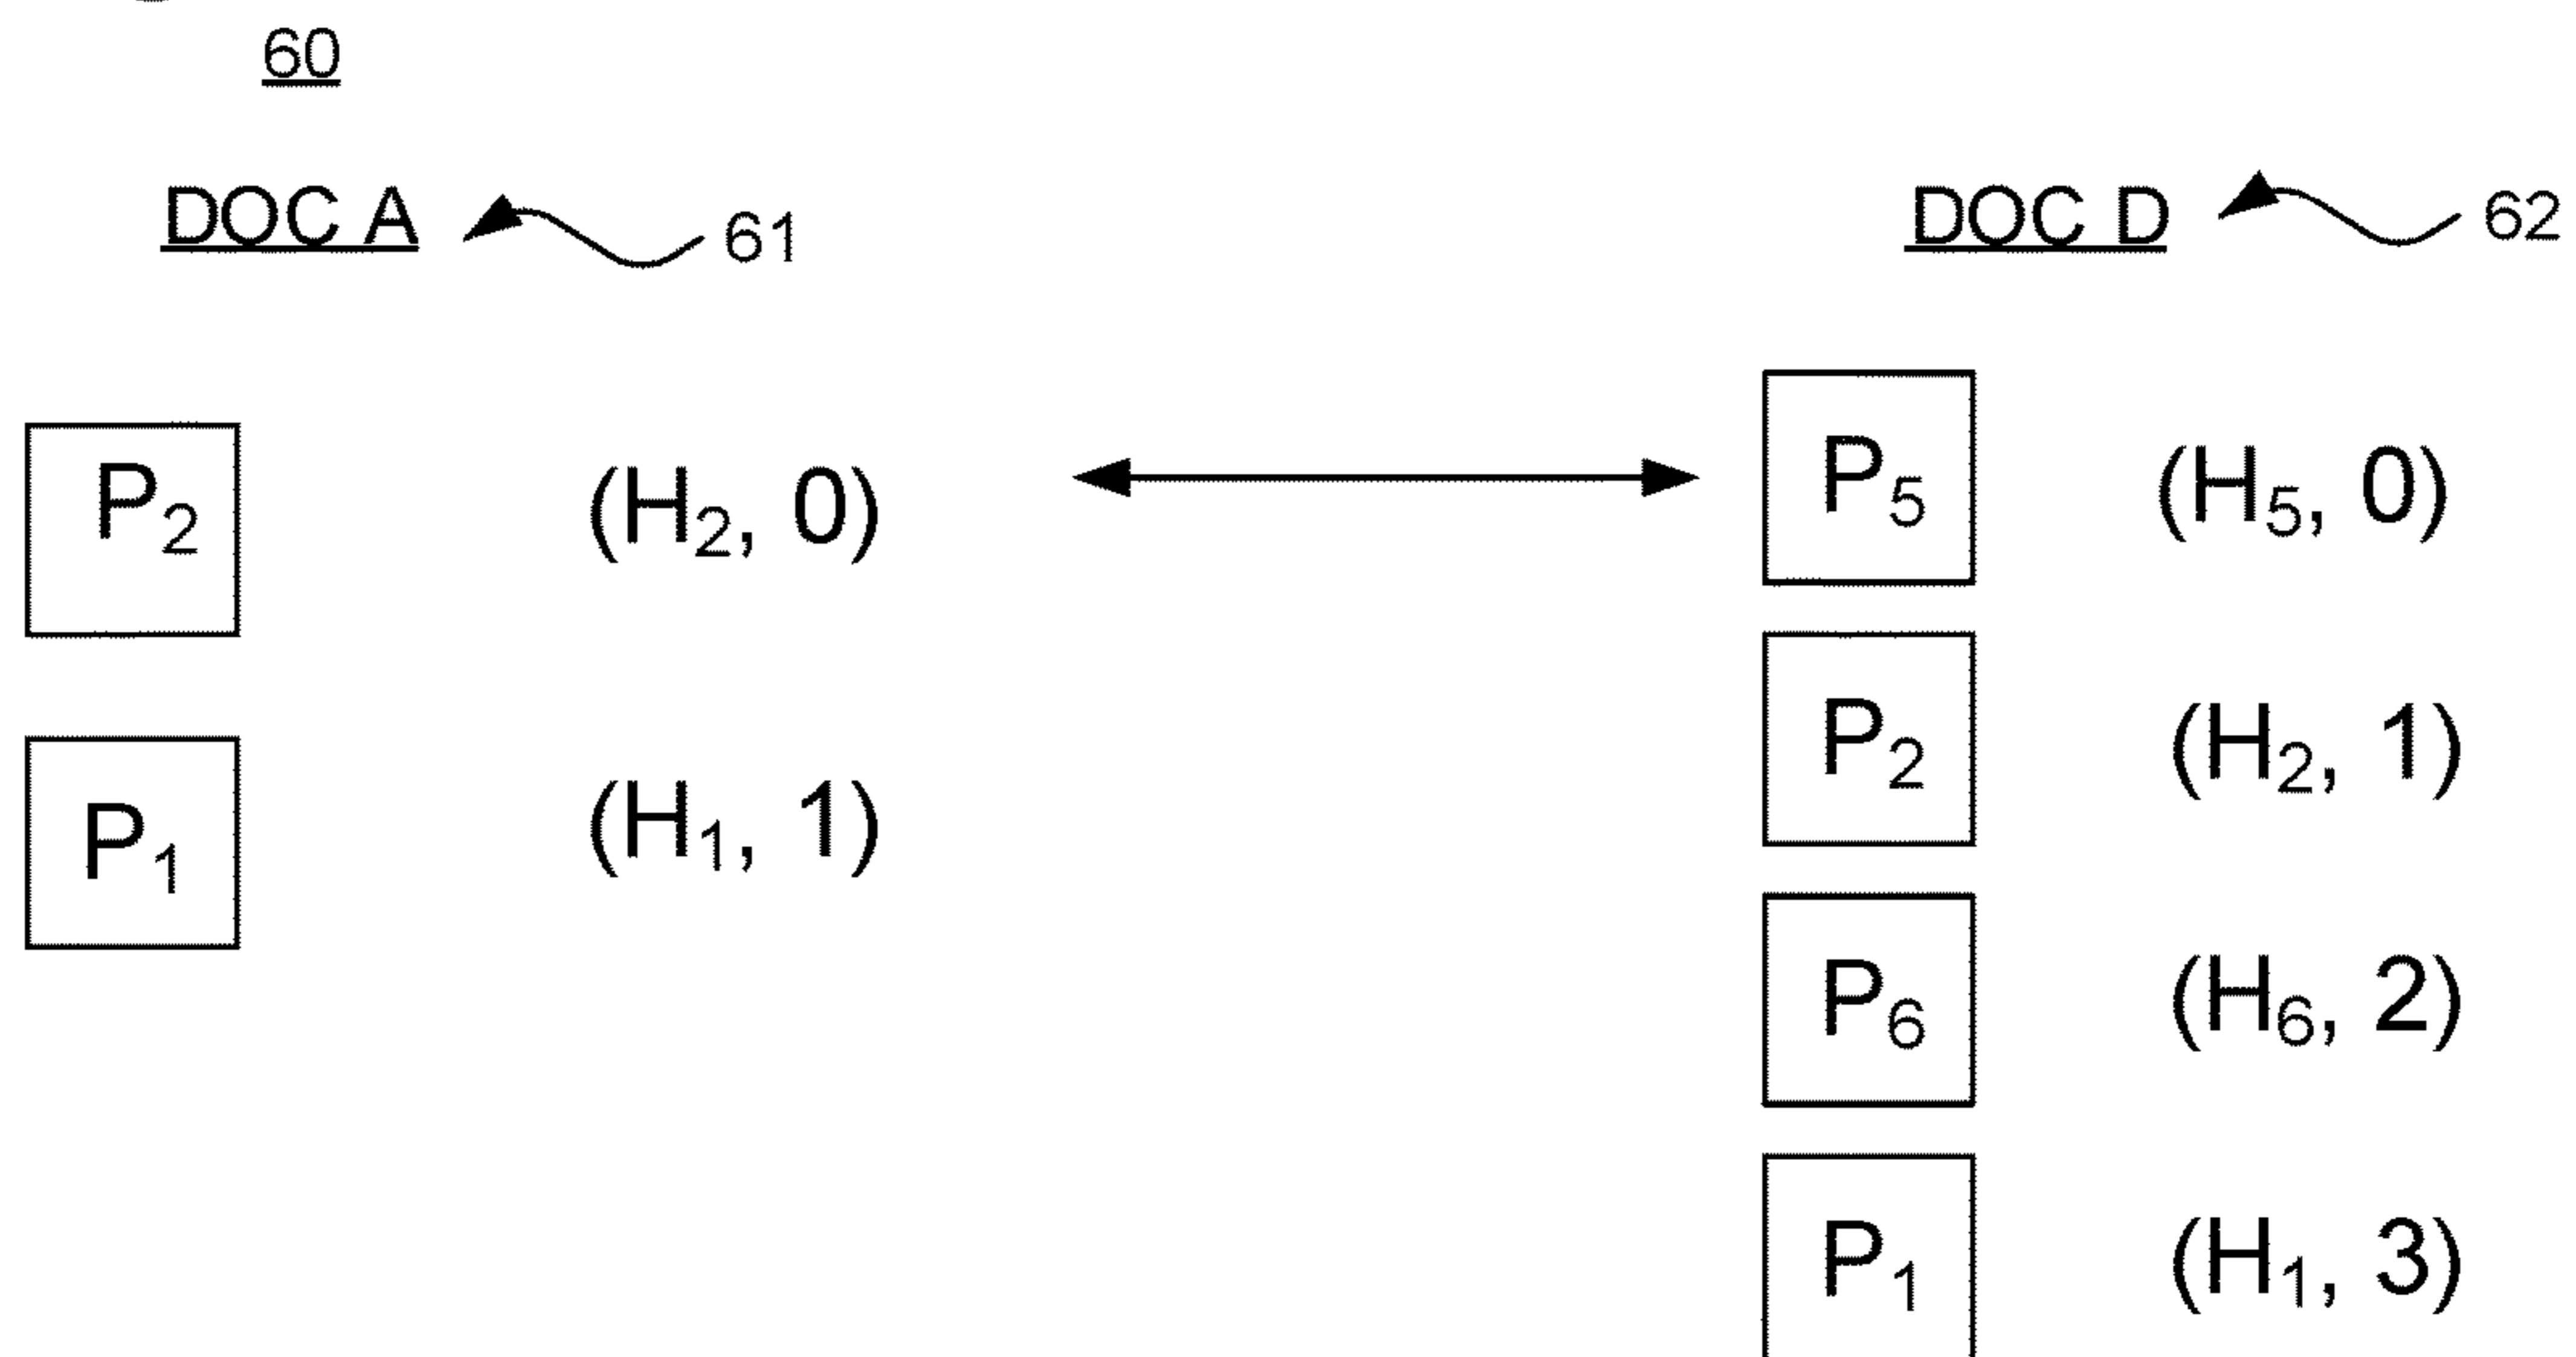 60
DOC A 61 DOC D 62
P₂ (H₂, 0) P₅ (H₅, 0)
P₂ (H₂, 1)
P₁ (H₁, 1)
P₆ (H₆, 2)
P₁ (H₁, 3)